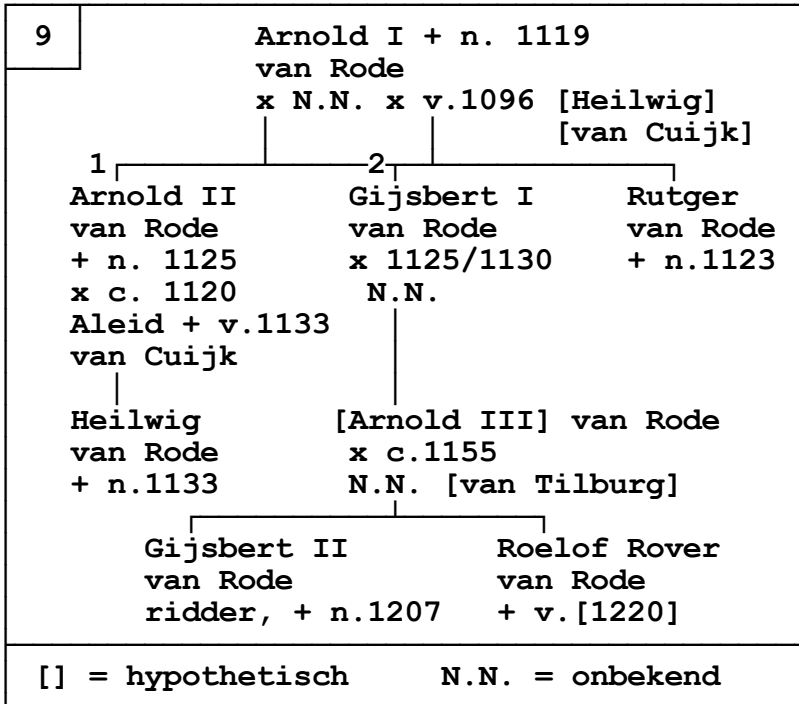 9 Arnold I + n. 1119
van Rode
x N.N. x v.1096 [Heilwig]
[van Cuijk]
1 2
Arnold II Gijsbert I Rutger
van Rode van Rode van Rode
+ n. 1125 x 1125/1130 + n.1123
x c. 1120 N.N.
Aleid + v.1133
van Cuijk
Heilwig [Arnold III] van Rode
van Rode x c.1155
+ n.1133 N.N. [van Tilburg]
Gijsbert II Roelof Rover
van Rode van Rode
ridder, + n.1207 + v.[1220]
[] = hypothetisch N.N. = onbekend